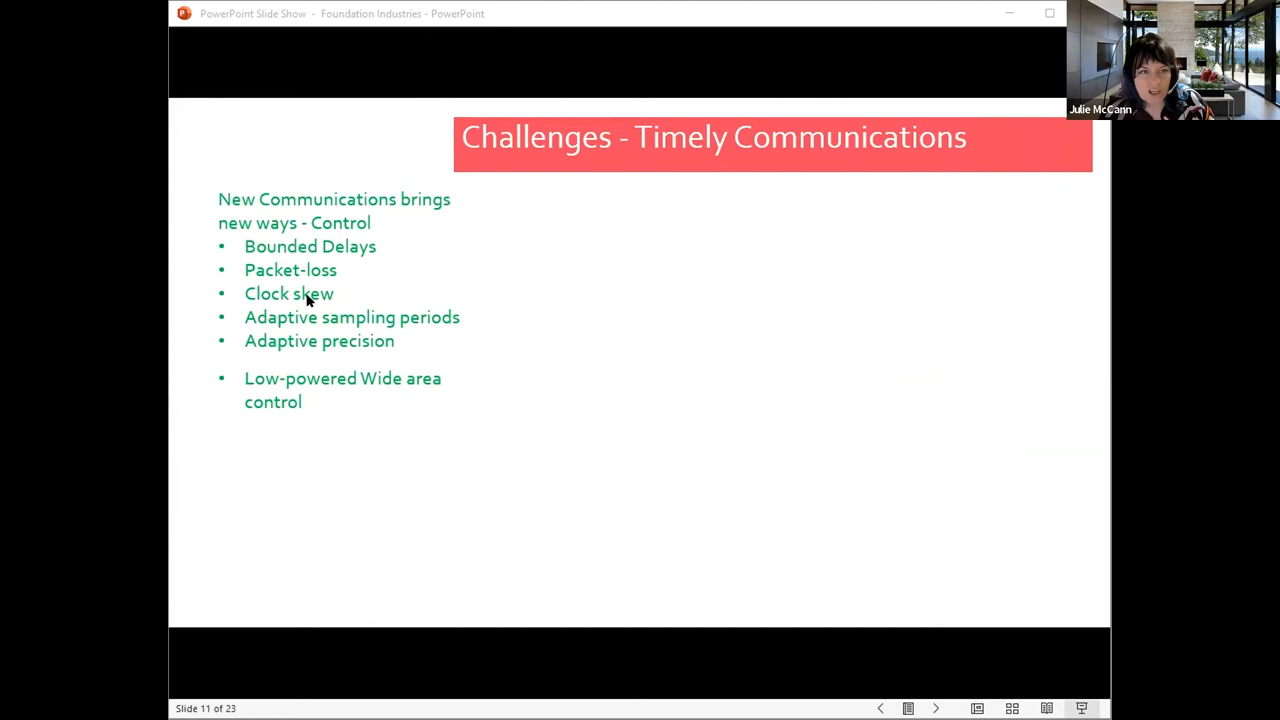 PowerPoint Slide Show - Foundation Industries - PowerPoint
Julie McCann
Challenges - Timely Communications
New Communications brings
new ways - Control
• Bounded Delays
• Packet-loss
• Clock skew
• Adaptive sampling periods
• Adaptive precision
• Low-powered Wide area
control
Slide 11 of 23